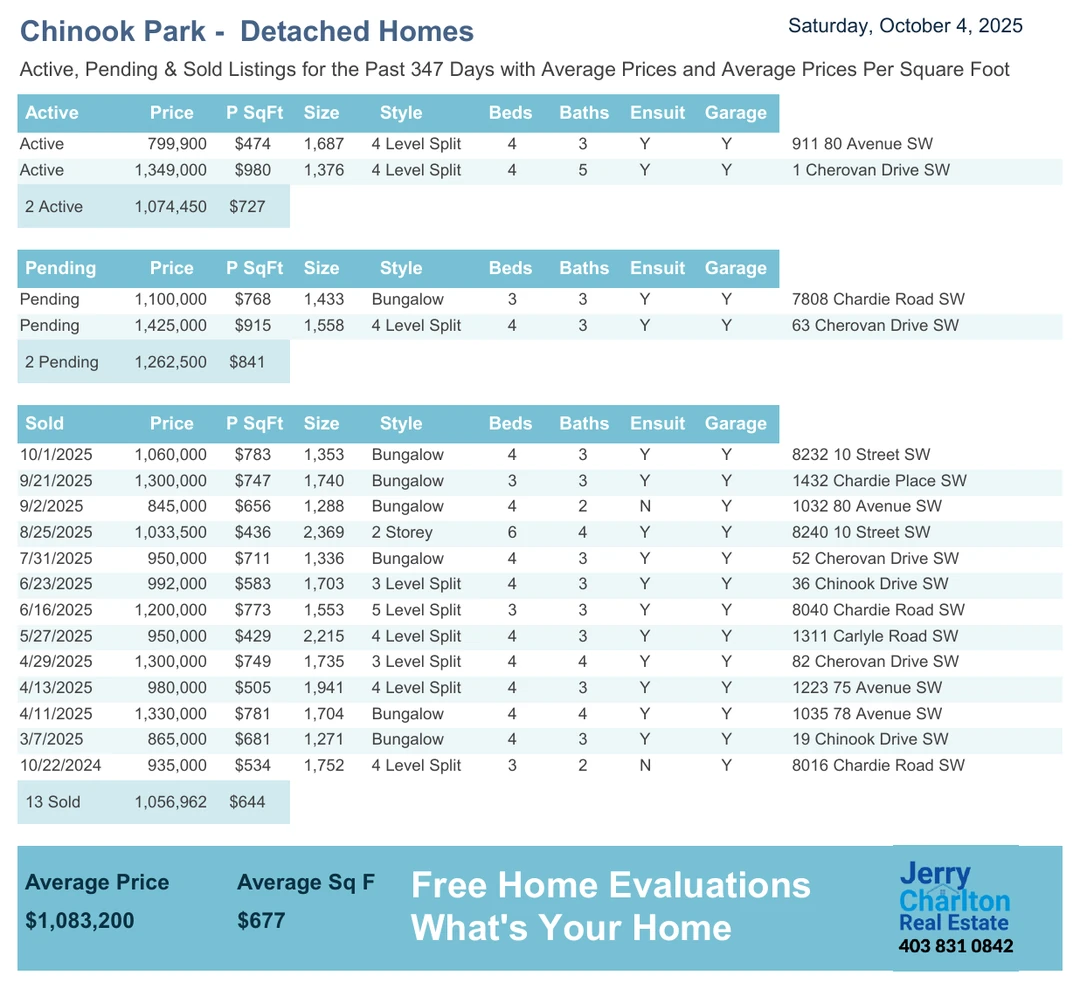 Chinook Park - Detached Homes
Saturday, October 4, 2025
Active, Pending & Sold Listings for the Past 347 Days with Average Prices and Average Prices Per Square Foot
Active Price P SqFt Size Style Beds Baths Ensuit Garage
Active 799,900 $474 1,687 4 Level Split 4 3 Y Y 911 80 Avenue SW
Active 1,349,000 $980 1,376 4 Level Split 4 5 Y Y 1 Cherovan Drive SW
2 Active 1,074,450 $727
Pending Price P SqFt Size Style Beds Baths Ensuit Garage
Pending 1,100,000 $768 1,433 Bungalow 3 3 Y Y 7808 Chardie Road SW
Pending 1,425,000 $915 1,558 4 Level Split 4 3 Y Y 63 Cherovan Drive SW
2 Pending 1,262,500 $841
Sold Price P SqFt Size Style Beds Baths Ensuit Garage
10/1/2025 1,060,000 $783 1,353 Bungalow 4 3 Y Y 8232 10 Street SW
9/21/2025 1,300,000 $747 1,740 Bungalow 3 3 Y Y 1432 Chardie Place SW
9/2/2025 845,000 $656 1,288 Bungalow 4 2 N Y 1032 80 Avenue SW
8/25/2025 1,033,500 $436 2,369 2 Storey 6 4 Y Y 8240 10 Street SW
7/31/2025 950,000 $711 1,336 Bungalow 4 3 Y Y 52 Cherovan Drive SW
6/23/2025 992,000 $583 1,703 3 Level Split 4 3 Y Y 36 Chinook Drive SW
6/16/2025 1,200,000 $773 1,553 5 Level Split 3 3 Y Y 8040 Chardie Road SW
5/27/2025 950,000 $429 2,215 4 Level Split 4 3 Y Y 1311 Carlyle Road SW
4/29/2025 1,300,000 $749 1,735 3 Level Split 4 4 Y Y 82 Cherovan Drive SW
4/13/2025 980,000 $505 1,941 4 Level Split 4 3 Y Y 1223 75 Avenue SW
4/11/2025 1,330,000 $781 1,704 Bungalow 4 4 Y Y 1035 78 Avenue SW
3/7/2025 865,000 $681 1,271 Bungalow 4 3 Y Y 19 Chinook Drive SW
10/22/2024 935,000 $534 1,752 4 Level Split 3 2 N Y 8016 Chardie Road SW
13 Sold 1,056,962 $644
Average Price Average Sq F
$1,083,200 $677
Free Home Evaluations
What's Your Home
Jerry
Charlton
Real Estate
403 831 0842